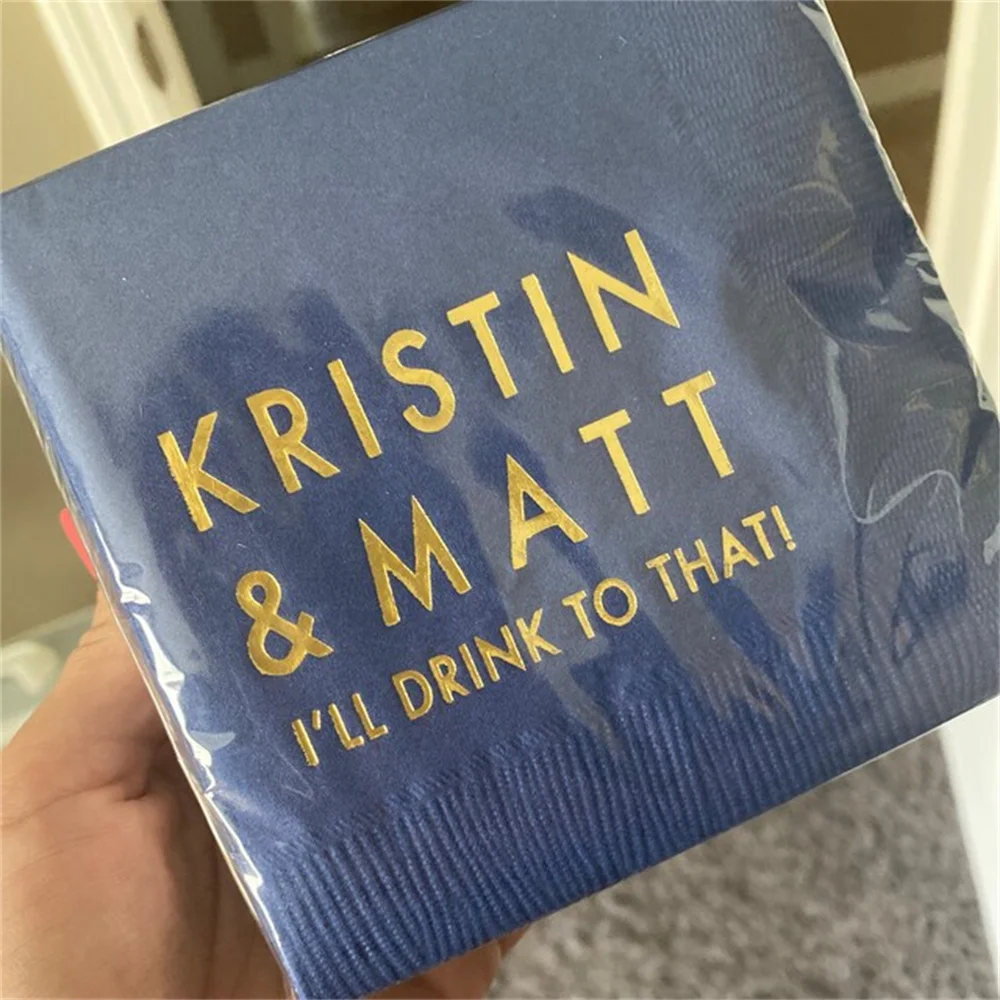 KRISTIN
& MATT
I'LL DRINK TO THAT!